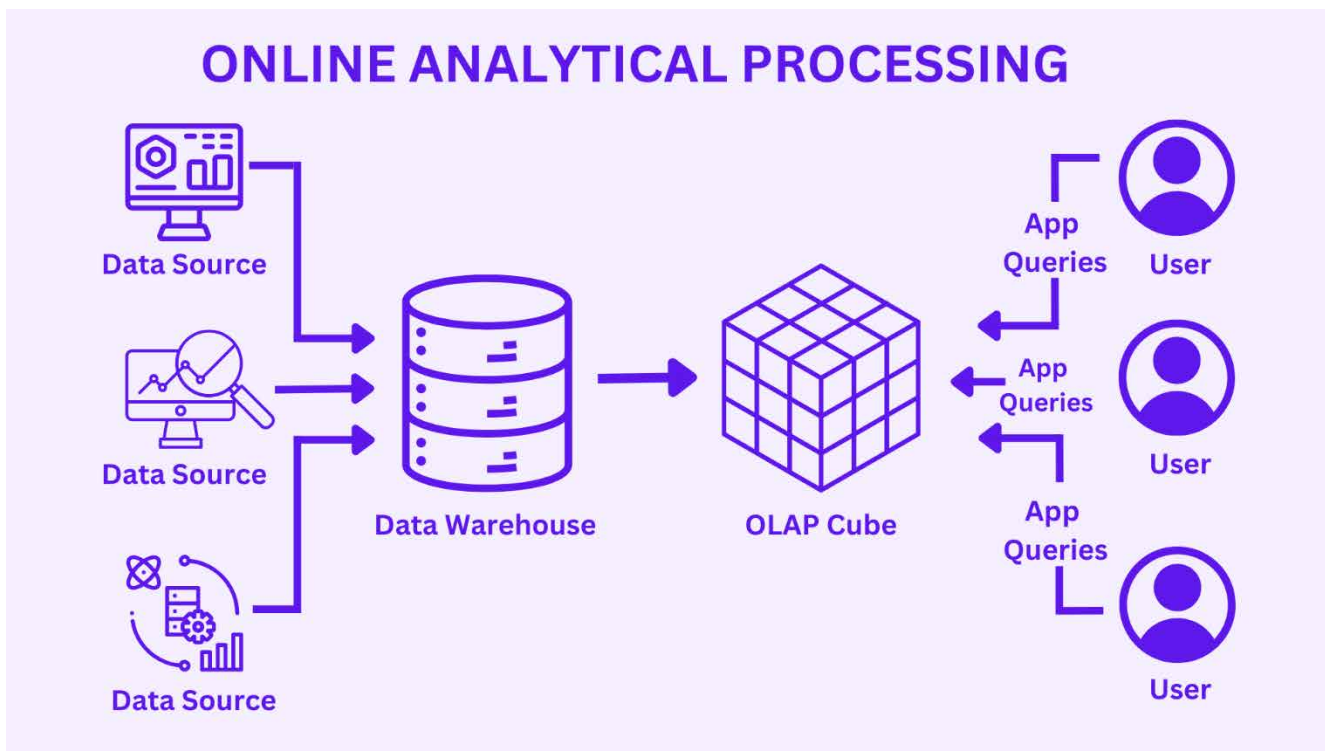 ONLINE ANALYTICAL PROCESSING
Data Source
Data Source
Data Source
Data Warehouse
OLAP Cube
App
Queries
User
App
Queries
User
App
Queries
User